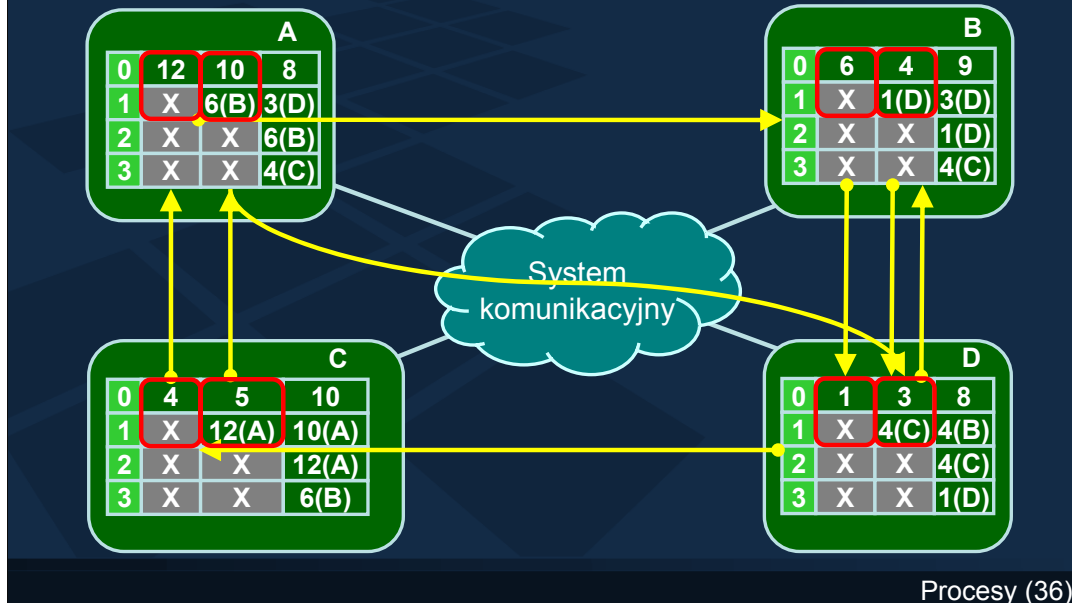 A
0 12 10 8
1 X 6(B) 3(D)
2 X X 6(B)
3 X X 4(C)
B
0 6 4 9
1 X 1(D) 3(D)
2 X X 1(D)
3 X X 4(C)
System
komunikacyjny
C
0 4 5 10
1 X 12(A) 10(A)
2 X X 12(A)
3 X X 6(B)
D
0 1 3 8
1 X 4(C) 4(B)
2 X X 4(C)
3 X X 1(D)
Procesy (36)